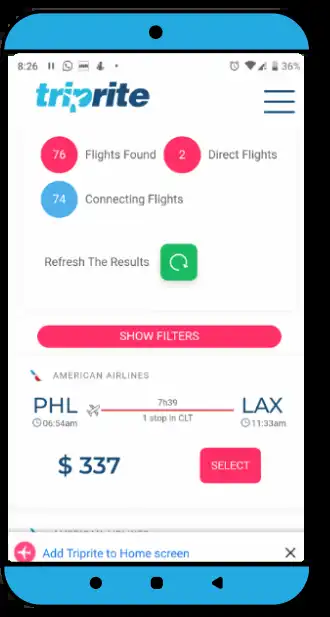 8:26
36%
triprite
76 Flights Found 2 Direct Flights
74 Connecting Flights
Refresh The Results
SHOW FILTERS
AMERICAN AIRLINES
PHL 7h39 LAX
06:54am 1 stop in CLT 11:33am
$ 337 SELECT
AMERICAN AIRLINES
Add Triprite to Home screen